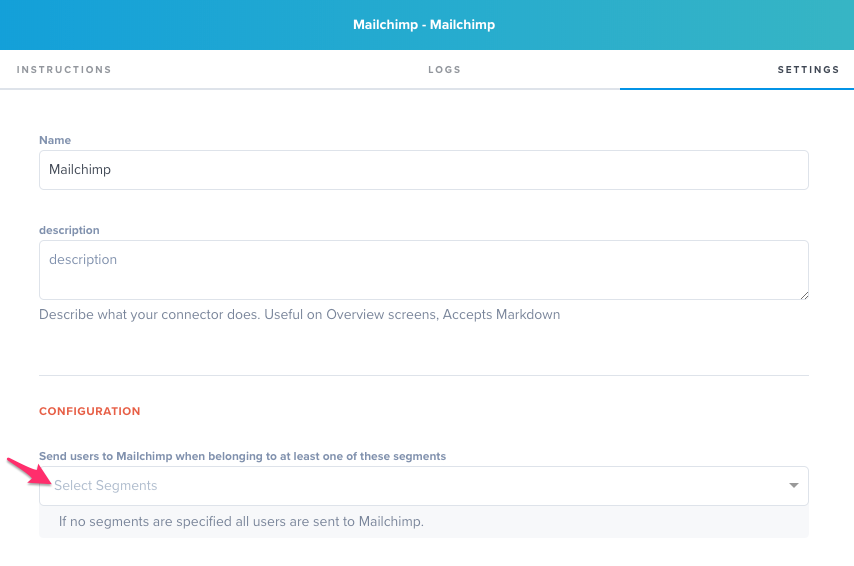 Mailchimp - Mailchimp
INSTRUCTIONS
LOGS
SETTINGS
Name
Mailchimp
description
description
Describe what your connector does. Useful on Overview screens, Accepts Markdown
CONFIGURATION
Send users to Mailchimp when belonging to at least one of these segments
Select Segments
If no segments are specified all users are sent to Mailchimp.